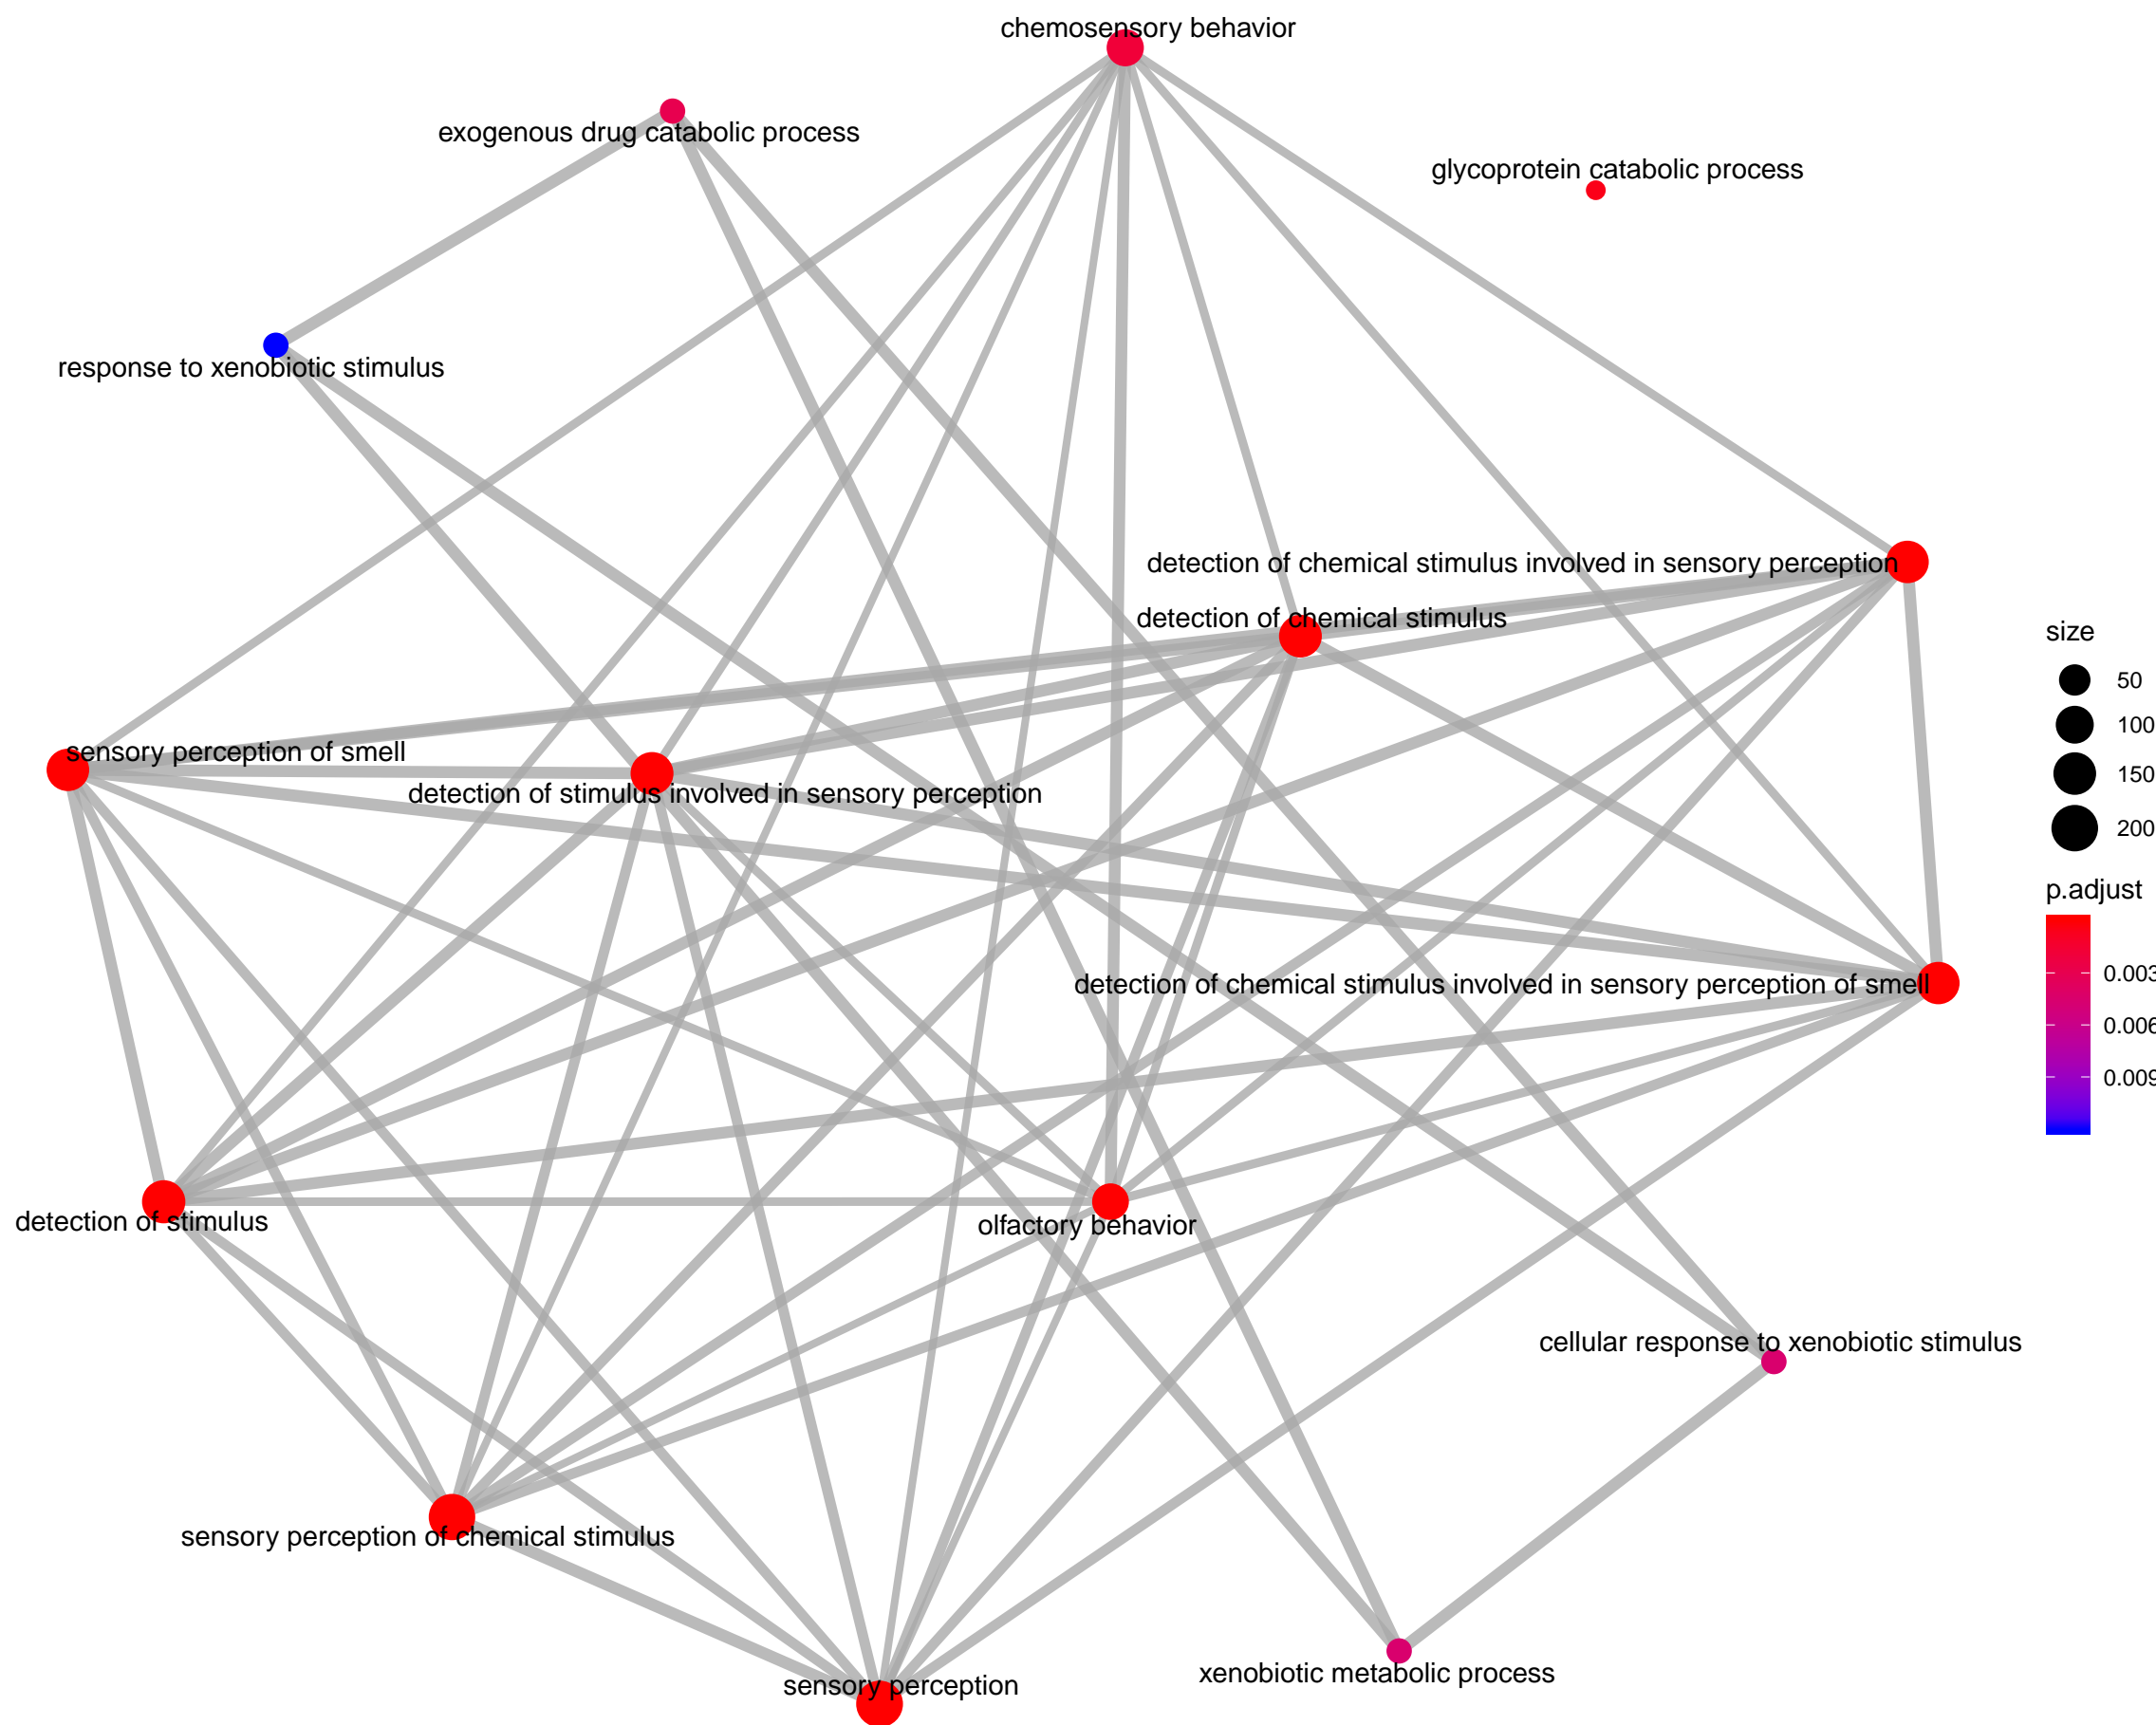 chemosensory behavior
exogenous drug catabolic process
glycoprotein catabolic process
response to xenobiotic stimulus
detection of chemical stimulus involved in sensory perception
detection of chemical stimulus
size
50
100
150
200
sensory perception of smell
detection of stimulus involved in sensory perception
p.adjust
0.003
0.006
0.009
detection of chemical stimulus involved in sensory perception of smell
detection of stimulus
olfactory behavior
cellular response to xenobiotic stimulus
sensory perception of chemical stimulus
xenobiotic metabolic process
sensory perception